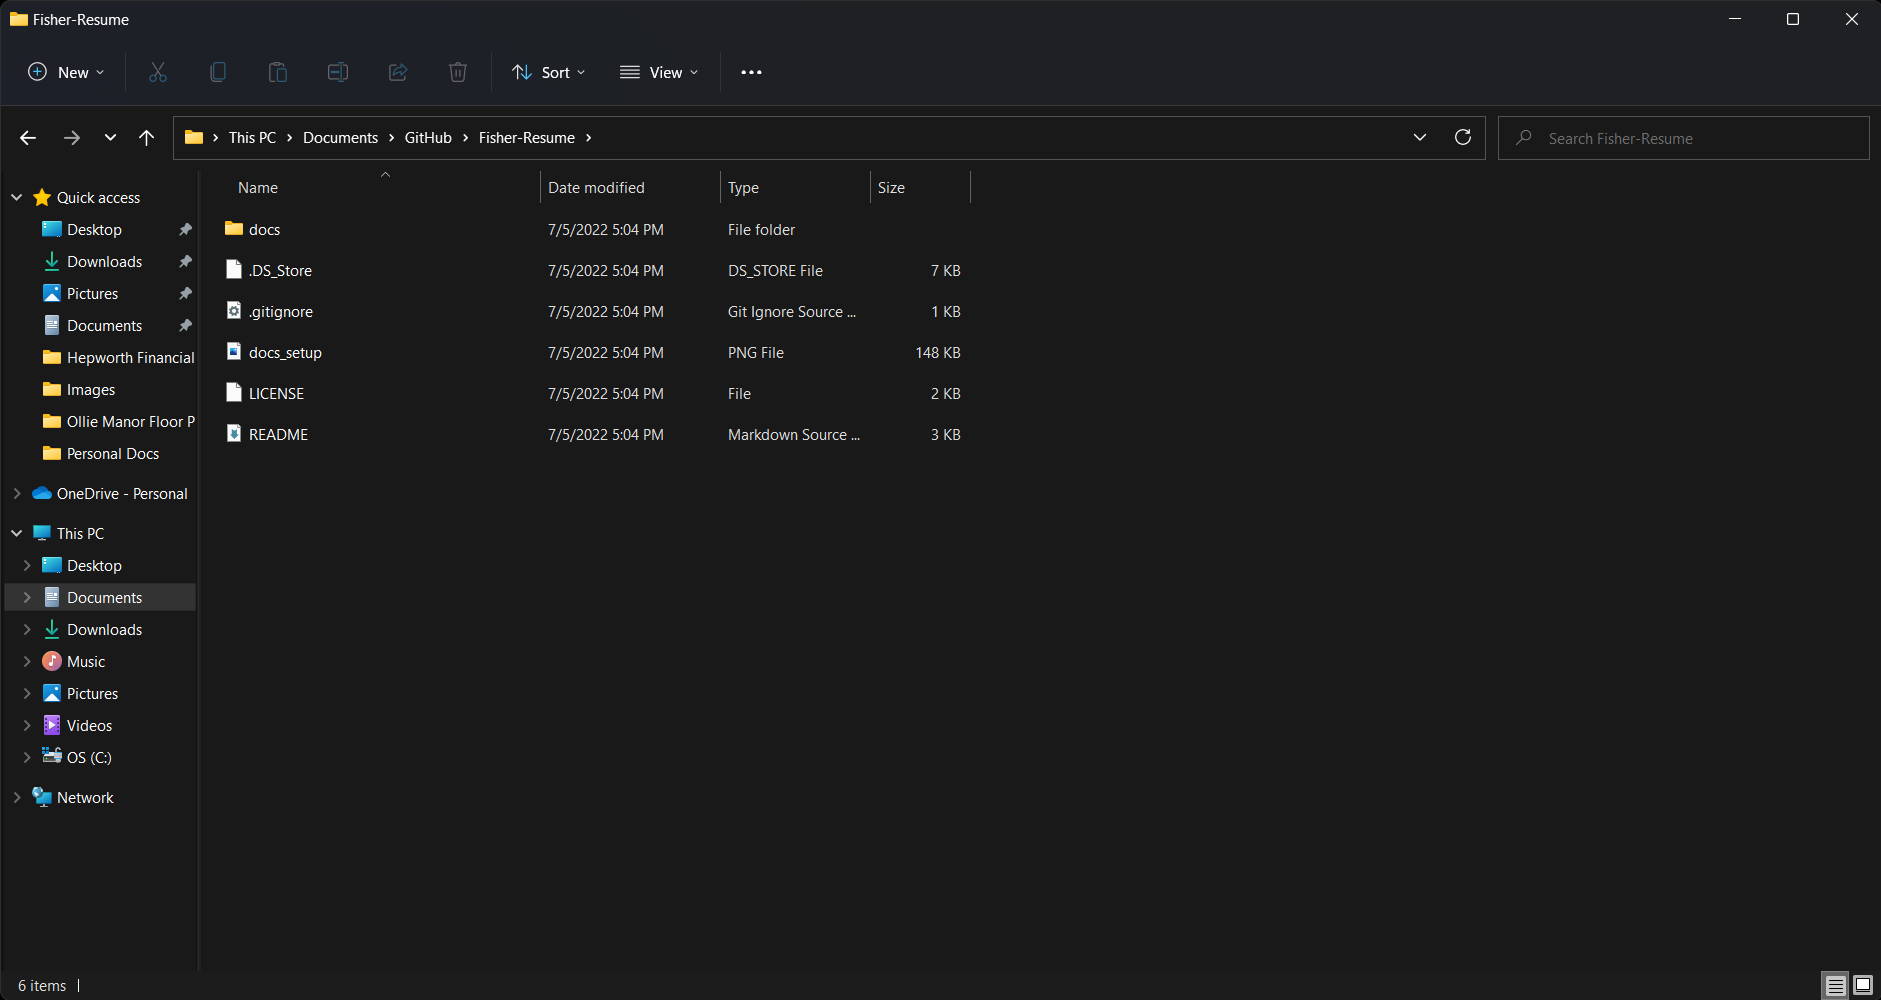 Fisher-Resume
New Sort View
This PC Documents GitHub Fisher-Resume
Search Fisher-Resume
Name Date modified Type Size
docs 7/5/2022 5:04 PM File folder
.DS_Store 7/5/2022 5:04 PM DS_STORE File 7 KB
.gitignore 7/5/2022 5:04 PM Git Ignore Source ... 1 KB
docs_setup 7/5/2022 5:04 PM PNG File 148 KB
LICENSE 7/5/2022 5:04 PM File 2 KB
README 7/5/2022 5:04 PM Markdown Source ... 3 KB
Quick access
Desktop
Downloads
Pictures
Documents
Hepworth Financial
Images
Ollie Manor Floor P
Personal Docs
OneDrive - Personal
This PC
Desktop
Documents
Downloads
Music
Pictures
Videos
OS (C:)
Network
6 items